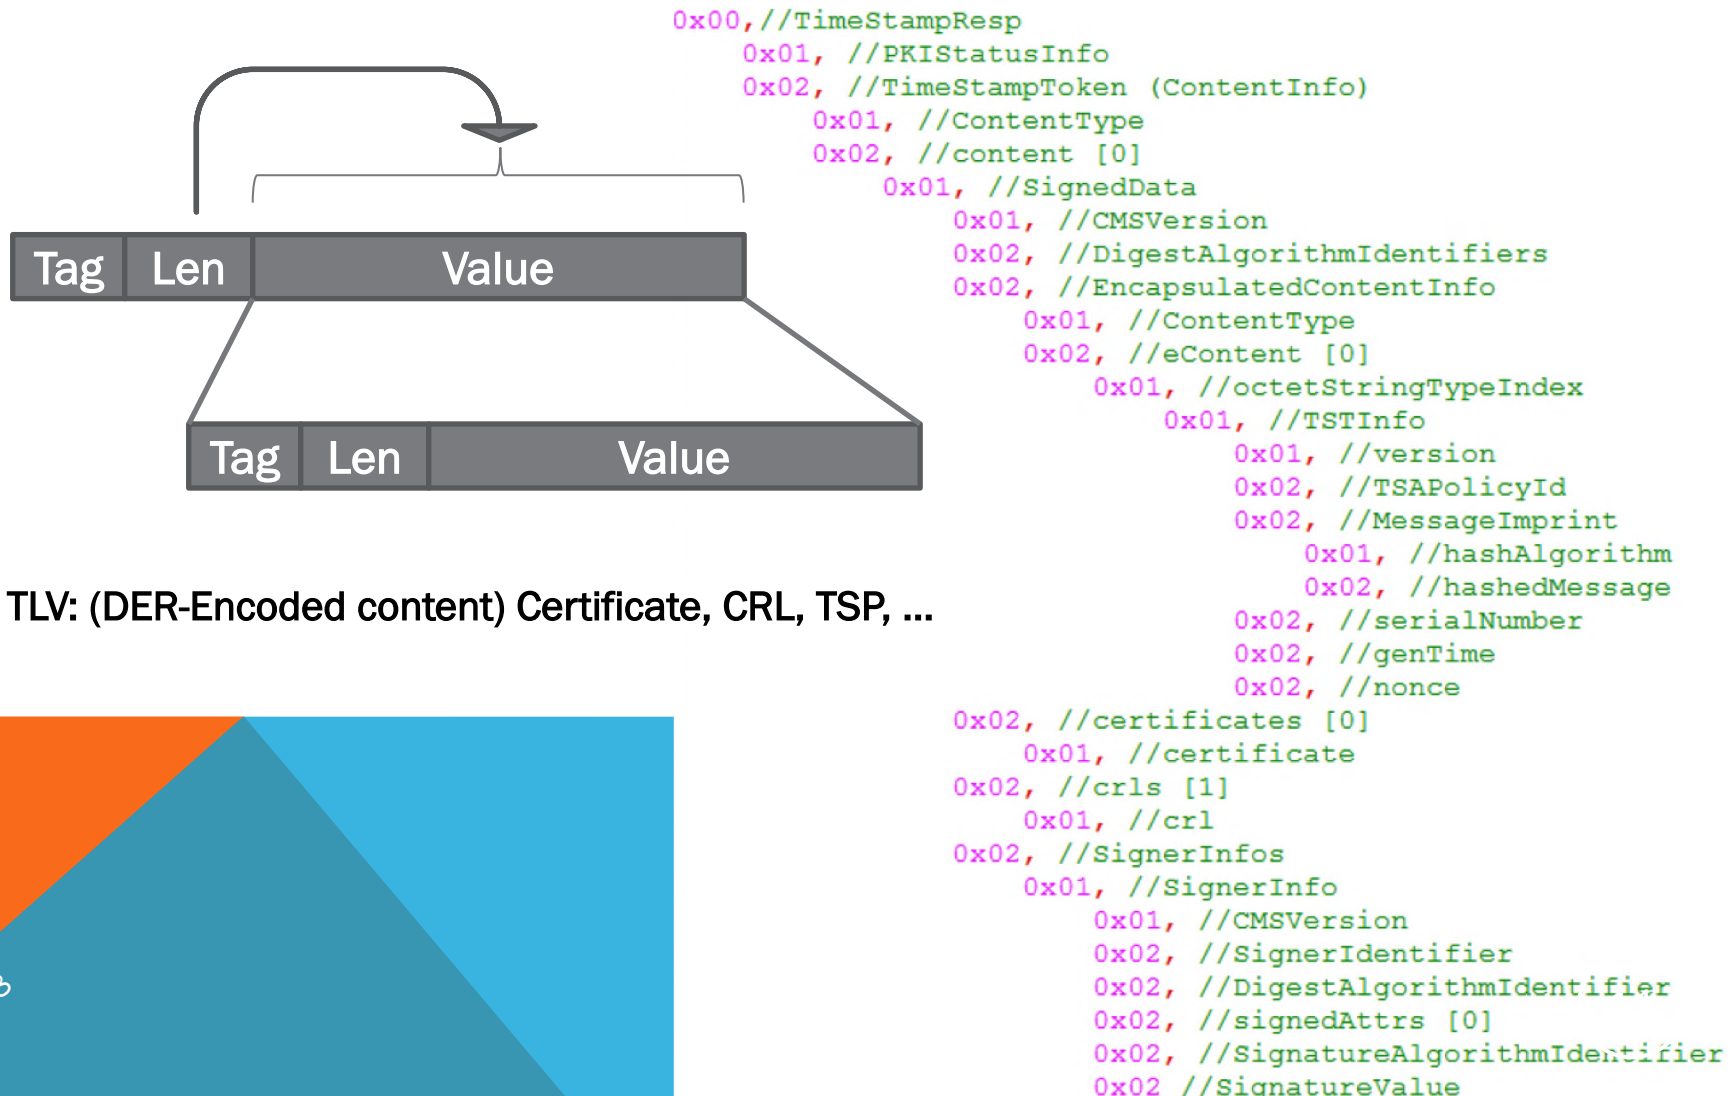 Tag Len Value
Tag Len Value
TLV: (DER-Encoded content) Certificate, CRL, TSP, ...
3
0x00,//TimeStampResp
0x01, //PKIStatusInfo
0x02, //TimeStampToken (ContentInfo)
0x01, //ContentType
0x02, //content [0]
0x01, //SignedData
0x01, //CMSVersion
0x02, //DigestAlgorithmIdentifiers
0x02, //EncapsulatedContentInfo
0x01, //ContentType
0x02, //eContent [0]
0x01, //octetStringTypeIndex
0x01, //TSTInfo
0x01, //version
0x02, //TSAPolicyId
0x02, //MessageImprint
0x01, //hashAlgorithm
0x02, //hashedMessage
0x02, //serialNumber
0x02, //genTime
0x02, //nonce
0x02, //certificates [0]
0x01, //certificate
0x02, //crls [1]
0x01, //crl
0x02, //SignerInfos
0x01, //SignerInfo
0x01, //CMSVersion
0x02, //SignerIdentifier
0x02, //DigestAlgorithmIdentifier
0x02, //signedAttrs [0]
0x02, //SignatureAlgorithmIdentifier
0x02 //SignatureValue